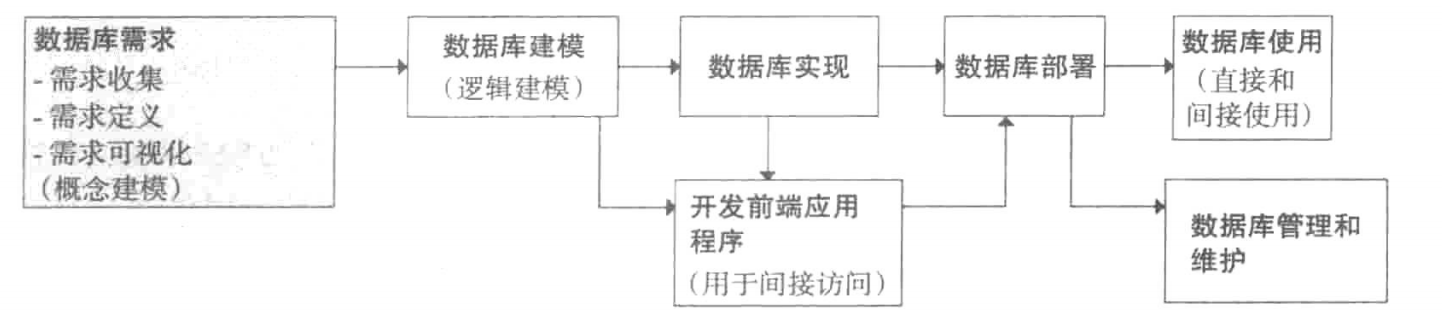 数据库需求
- 需求收集
- 需求定义
- 需求可视化
（概念建模）
数据库建模
（逻辑建模）
数据库实现
数据库部署
数据库使用
（直接和
间接使用）
开发前端应用
程序
（用于间接访问）
数据库管理和
维护